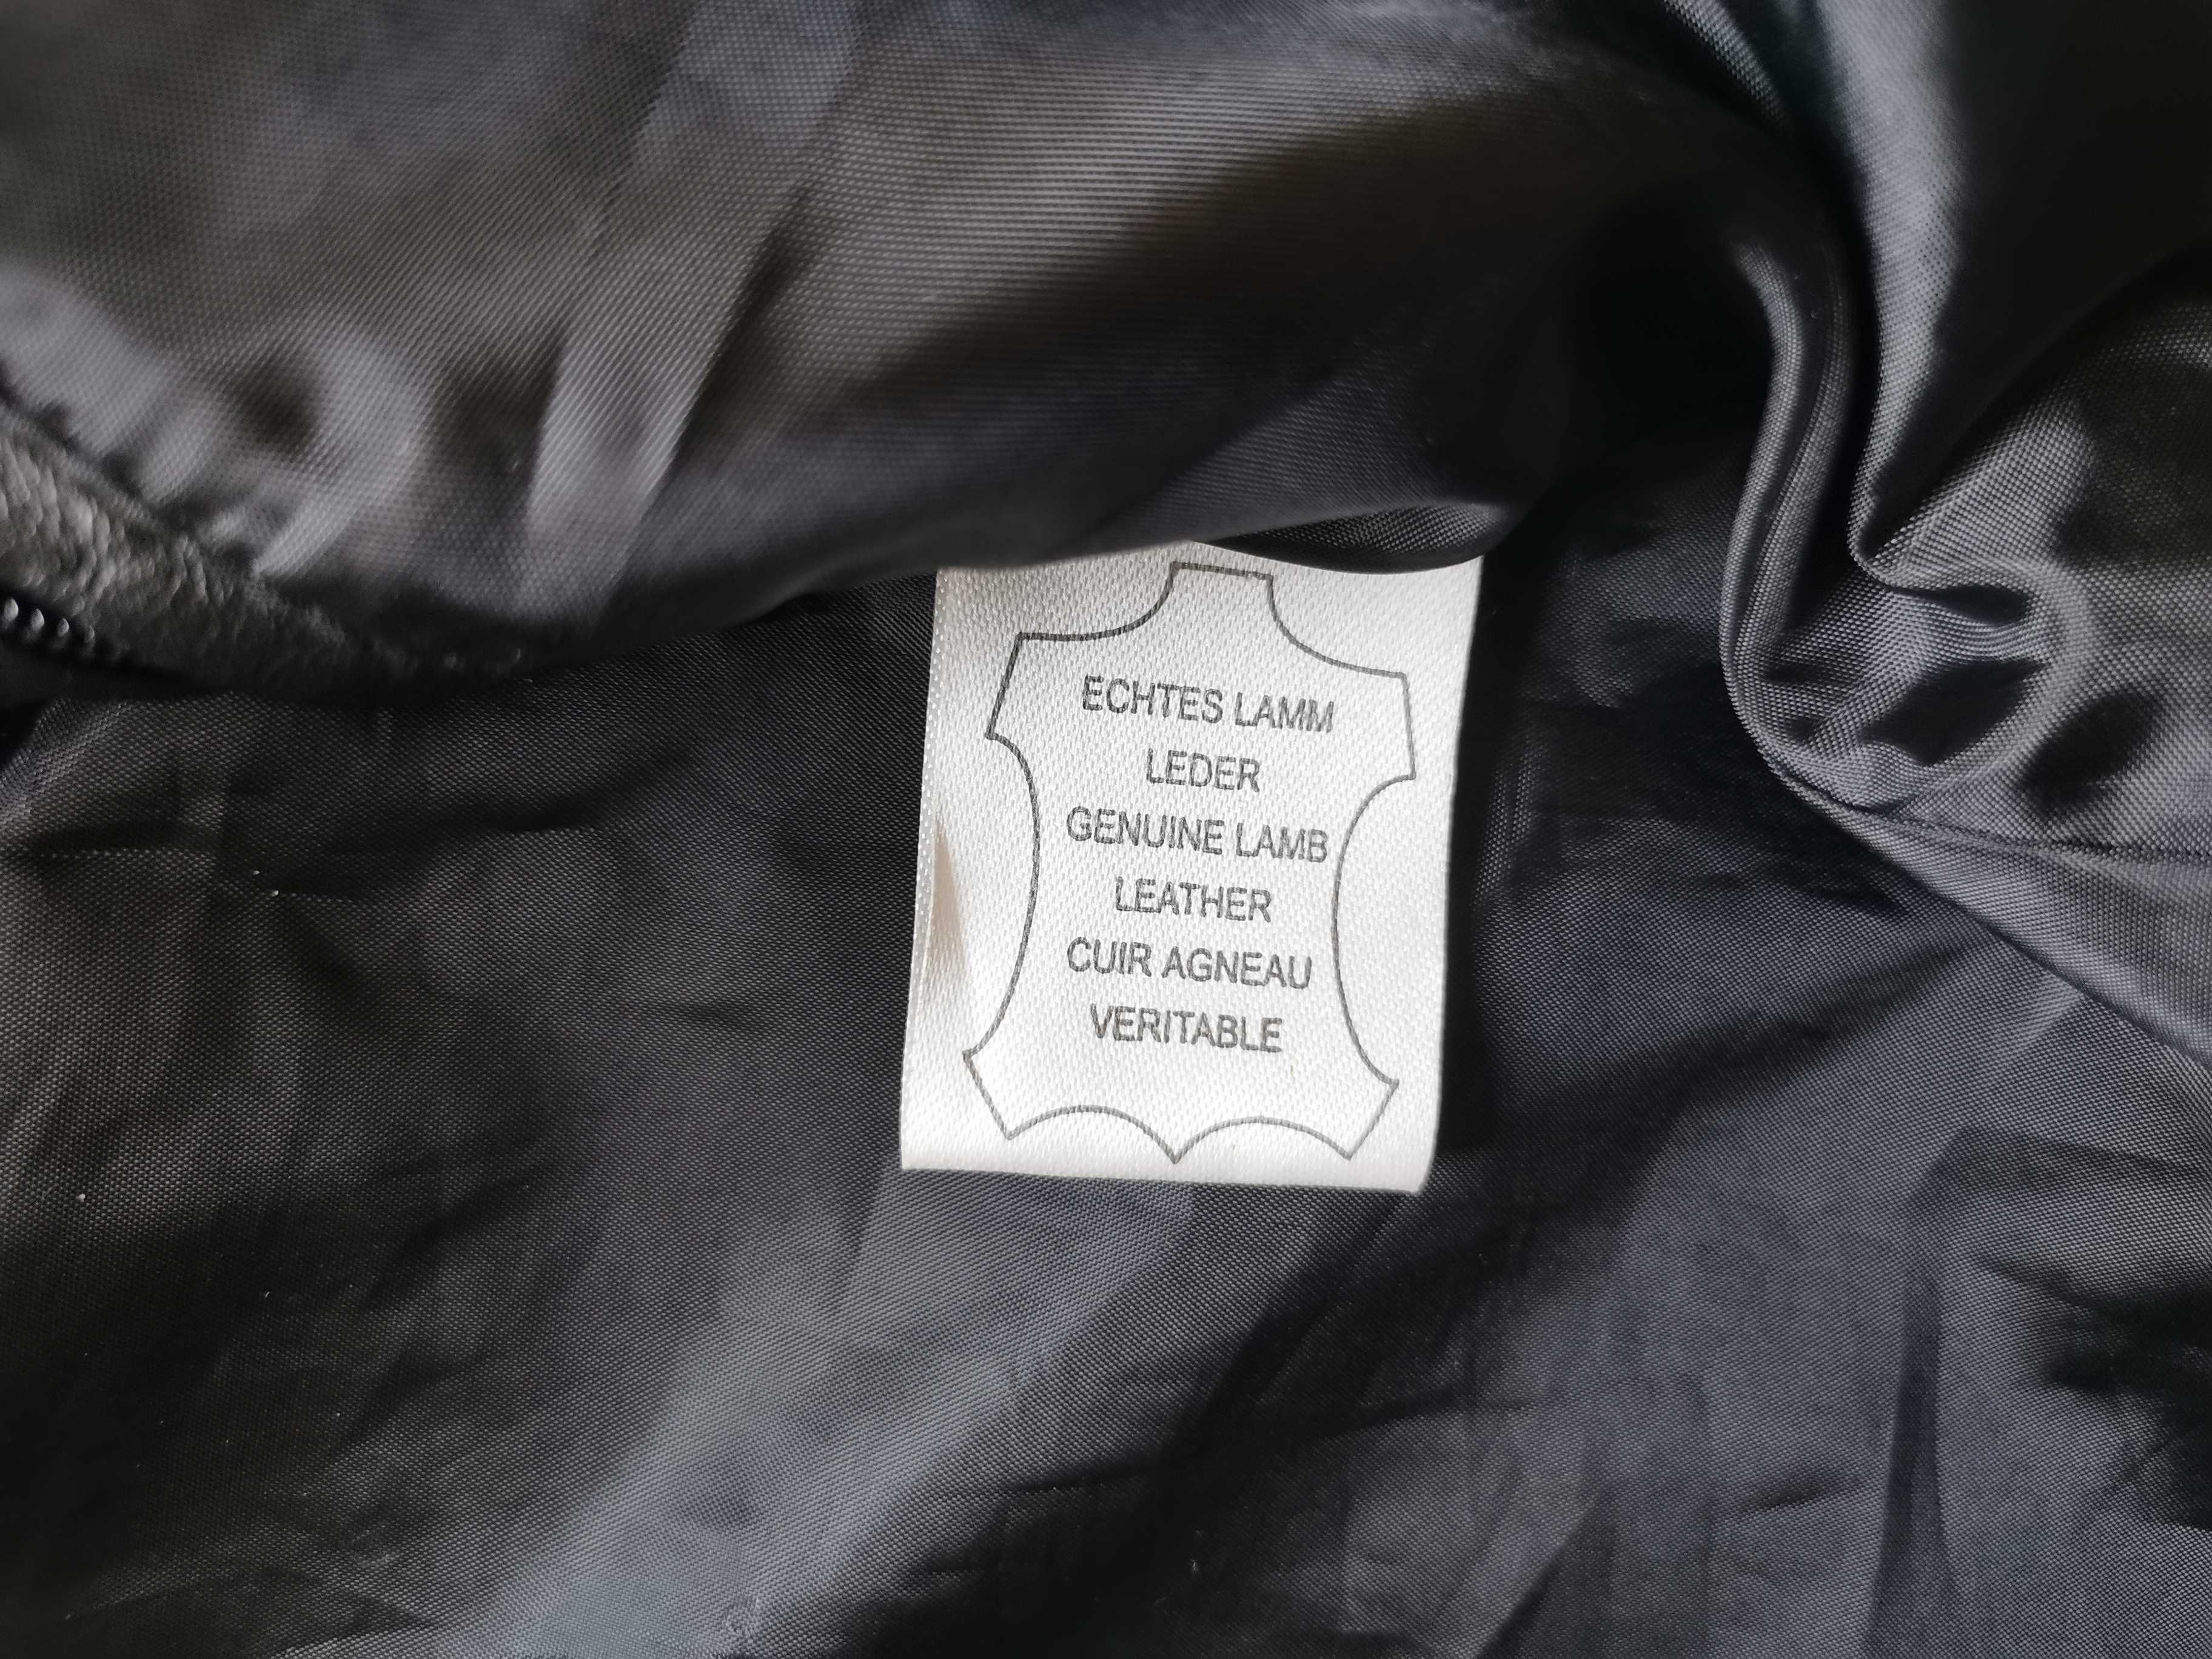 ECHTES LAMM
LEDER
GENUINE LAMB
LEATHER
CUIR AGNEAU
VERITABLE